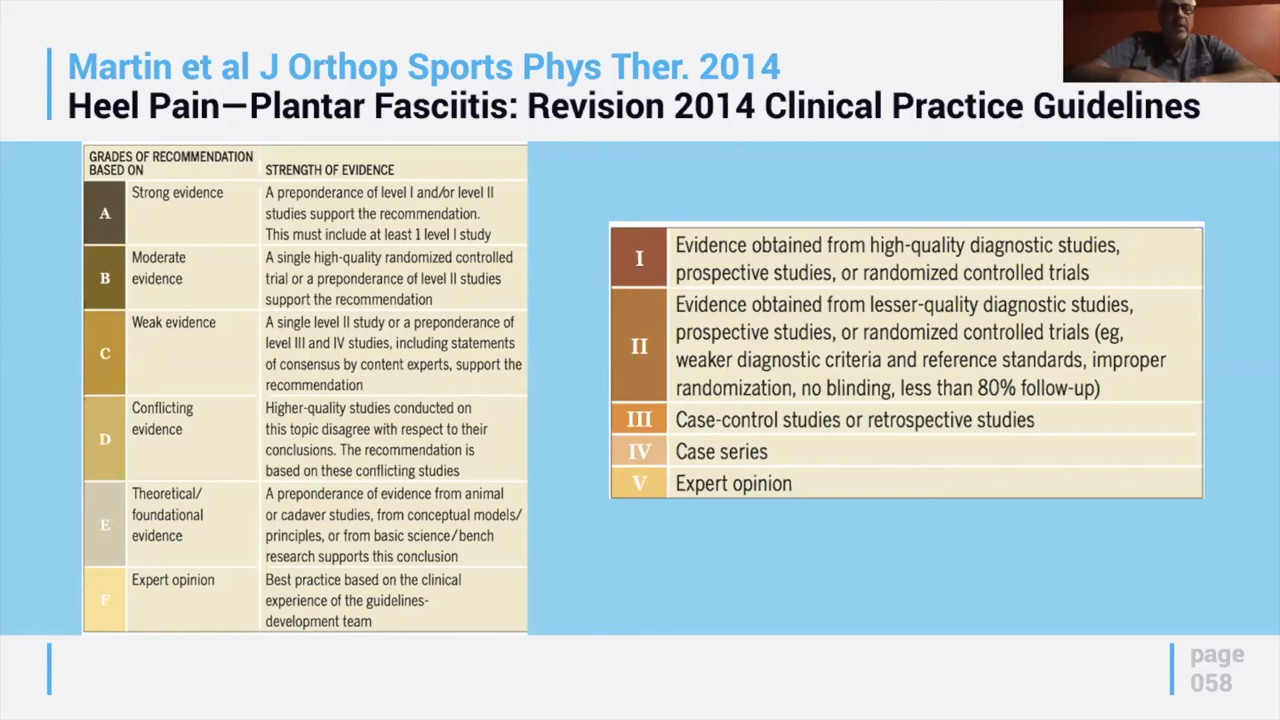 Martin et al J Orthop Sports Phys Ther. 2014
Heel Pain—Plantar Fasciitis: Revision 2014 Clinical Practice Guidelines
GRADES OF RECOMMENDATION
BASED ON
STRENGTH OF EVIDENCE
A
Strong evidence
A preponderance of level I and/or level II
studies support the recommendation.
This must include at least 1 level I study
B
Moderate
evidence
A single high-quality randomized controlled
trial or a preponderance of level II studies
support the recommendation
C
Weak evidence
A single level II study or a preponderance of
level III and IV studies, including statements
of consensus by content experts, support the
recommendation
D
Conflicting
evidence
Higher-quality studies conducted on
this topic disagree with respect to their
conclusions. The recommendation is
based on these conflicting studies
E
Theoretical/
foundational
evidence
A preponderance of evidence from animal
or cadaver studies, from conceptual models/
principles, or from basic science/bench
research supports this conclusion
F
Expert opinion
Best practice based on the clinical
experience of the guidelines-
development team
I
Evidence obtained from high-quality diagnostic studies,
prospective studies, or randomized controlled trials
II
Evidence obtained from lesser-quality diagnostic studies,
prospective studies, or randomized controlled trials (eg,
weaker diagnostic criteria and reference standards, improper
randomization, no blinding, less than 80% follow-up)
III
Case-control studies or retrospective studies
IV
Case series
V
Expert opinion
page
058